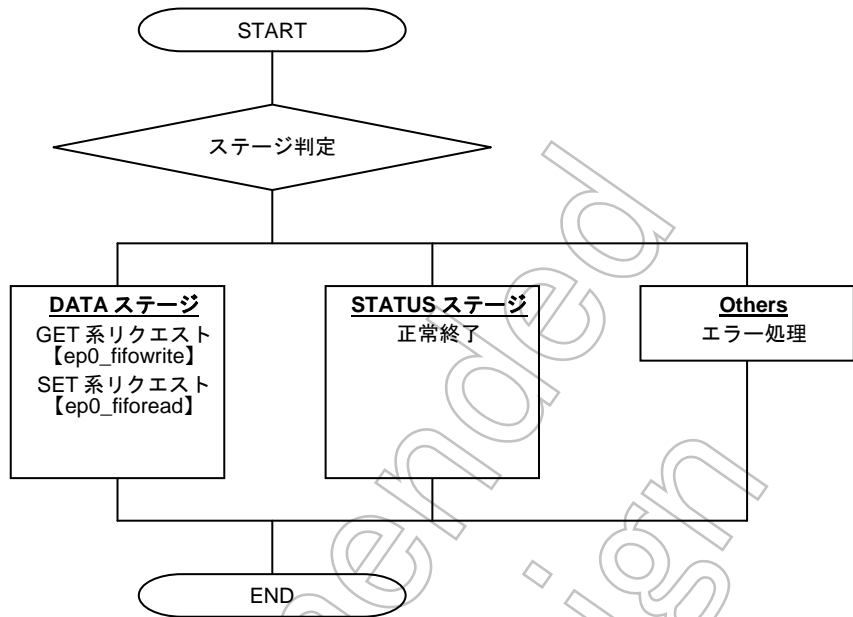 START
ステージ判定
DATA ステージ
GET 系リクエスト
【ep0_fifowrite】
SET 系リクエスト
【ep0_fiforead】
STATUS ステージ
正常終了
Others
エラー処理
END